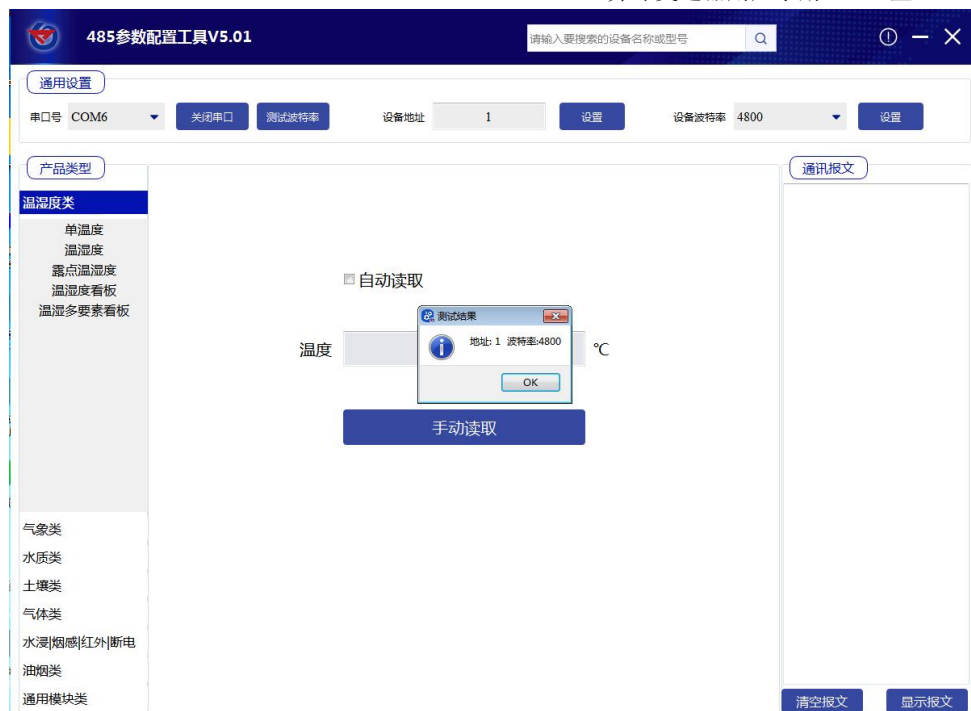 485参数配置工具V5.01
请输入要搜索的设备名称或型号
通用设置
串口号 COM6 关闭串口 测试波特率 设备地址 1 设置 设备波特率 4800 设置
产品类型
通讯报文
温湿度类
单温度
温湿度
露点温湿度
温湿度看板
温湿多要素看板
自动读取
测试结果
地址: 1 波特率:4800
OK
温度 ℃
手动读取
气象类
水质类
土壤类
气体类
水浸|烟感|红外|断电
油烟类
通用模块类
清空报文 显示报文